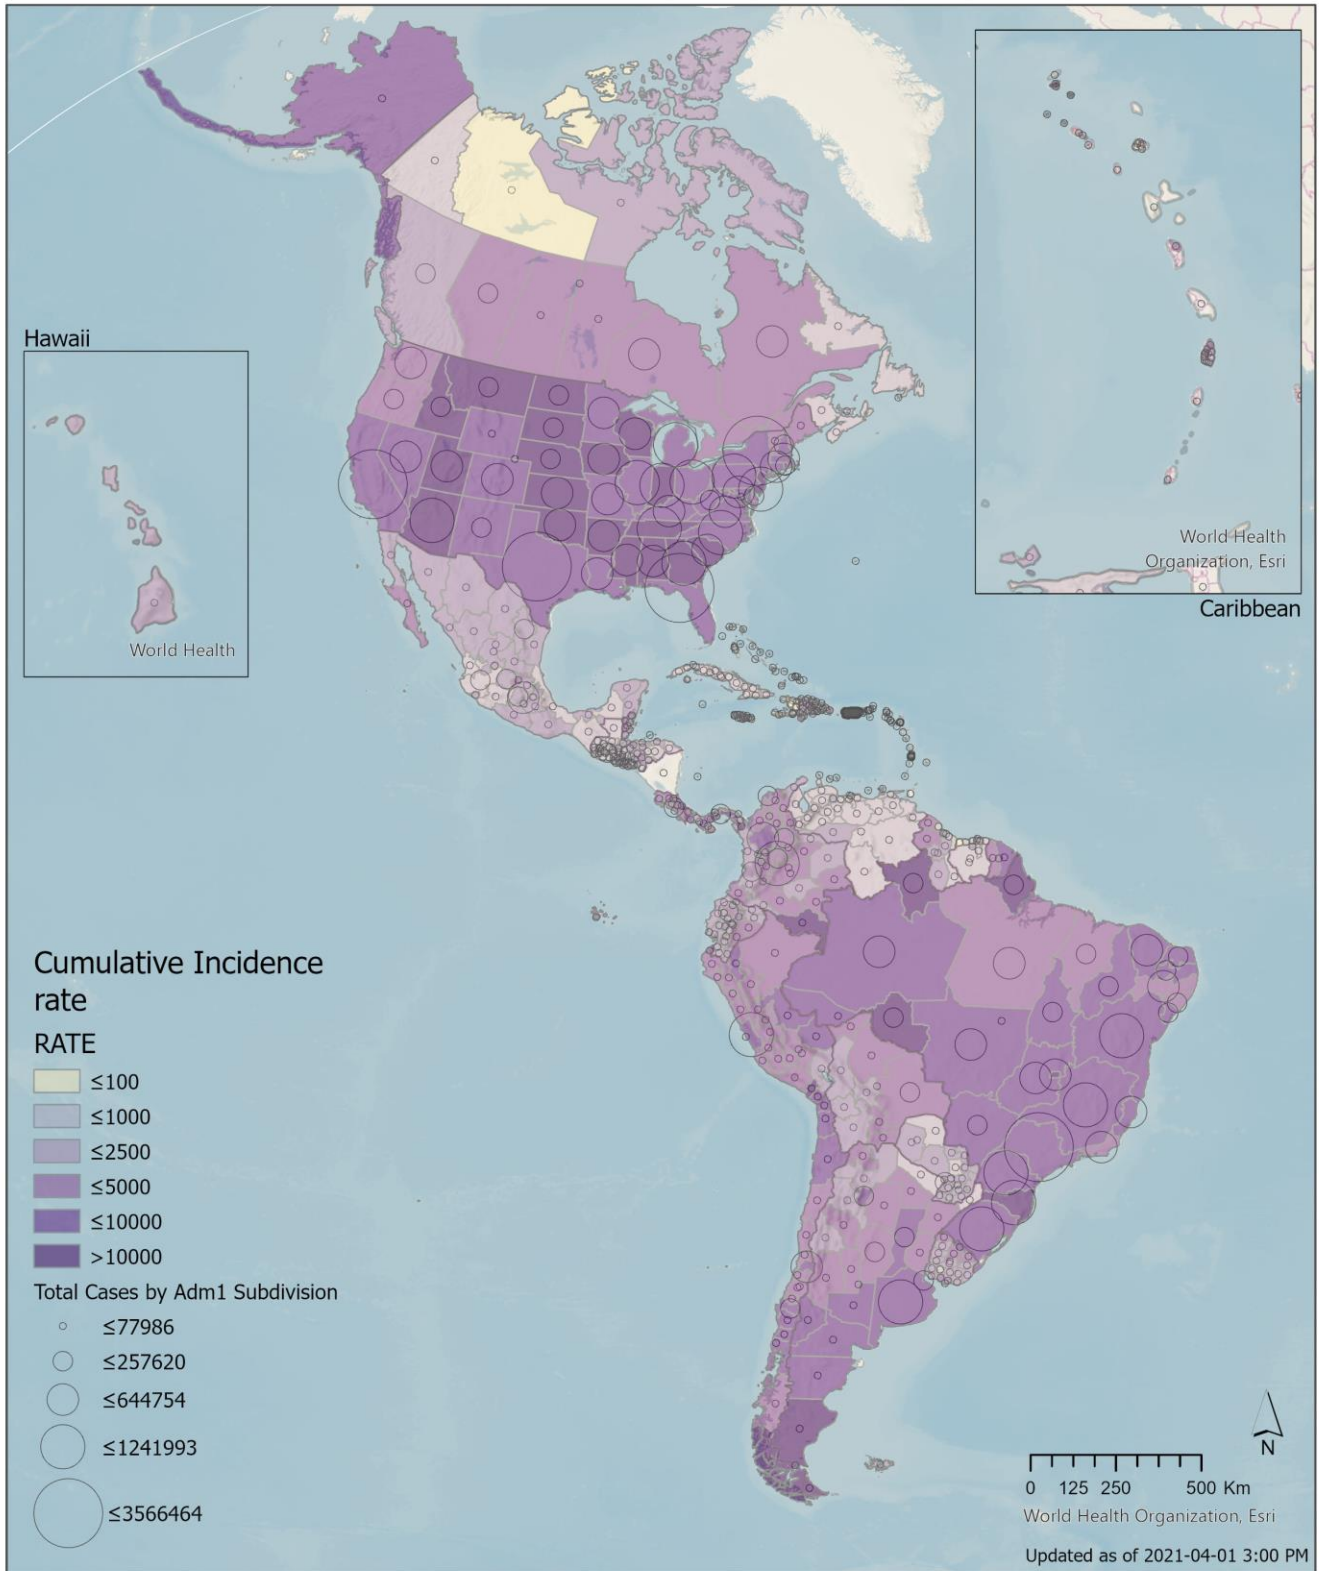 Hawaii
World Health
World Health
Organization, Esri
Caribbean
Cumulative Incidence
rate
RATE
≤100
≤1000
≤2500
≤5000
≤10000
>10000
Total Cases by Adm1 Subdivision
≤77986
≤257620
≤644754
≤1241993
≤3566464
N
0 125 250 500 Km
World Health Organization, Esri
Updated as of 2021-04-01 3:00 PM